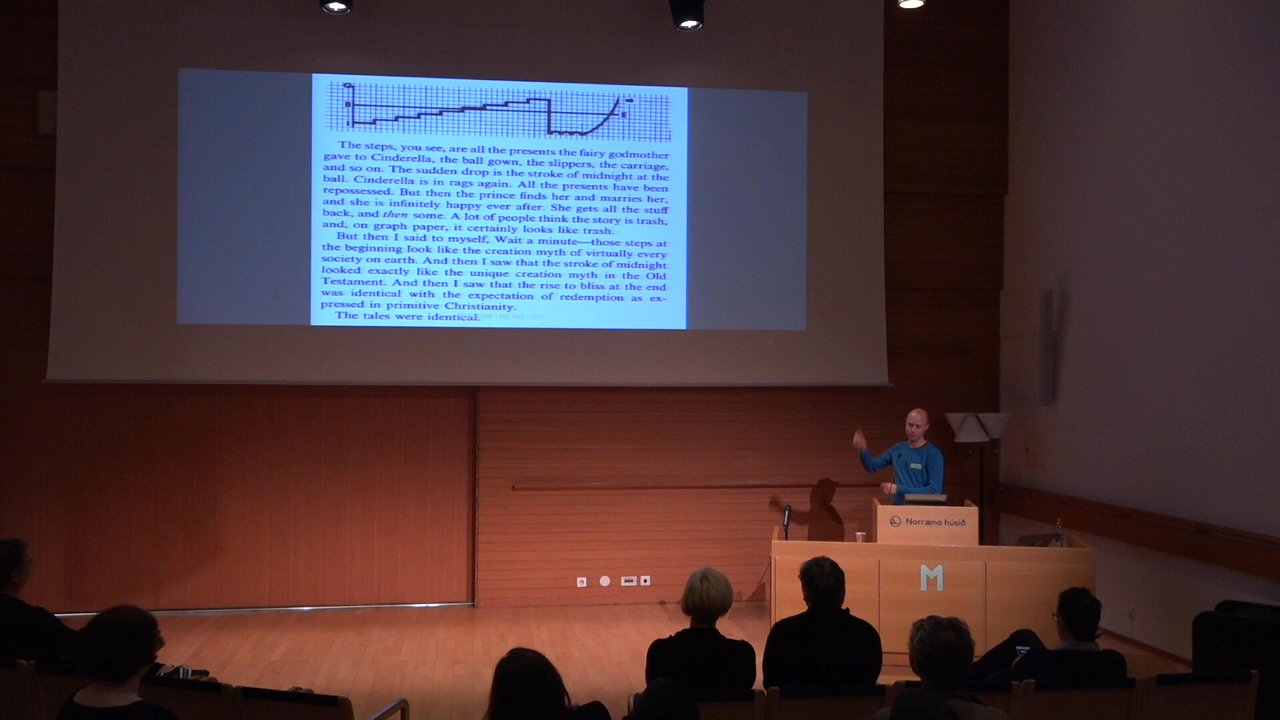 The steps, you see, are all the presents the fairy godmother
gave to Cinderella, the ball gown, the slippers, the carriage,
and so on. The sudden drop is the stroke of midnight at the
ball. Cinderella is in rags again. All the presents have been
repossessed. But then the prince finds her and marries her,
and she is infinitely happy ever after. She gets all the stuff
back, and then some. A lot of people think the story is trash,
and, on graph paper, it certainly looks like trash.
But then I said to myself, Wait a minute—those steps at
the beginning look like the creation myth of virtually every
society on earth. And then I saw that the stroke of midnight
looked exactly like the unique creation myth in the Old
Testament. And then I saw that the rise to bliss at the end
was identical with the expectation of redemption as ex-
pressed in primitive Christianity.
The tales were identical.
Norræna húsið
M